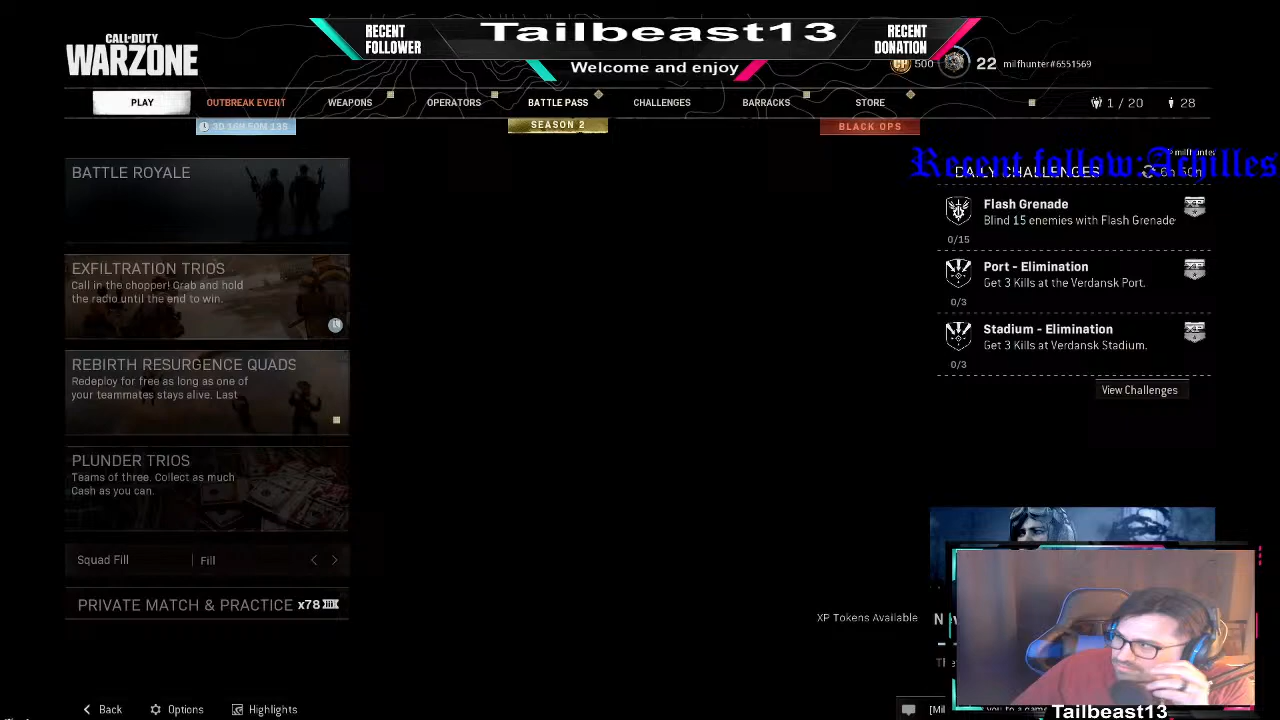 CALL OF DUTY
WARZONE
RECENT
FOLLOWER
Tailbeast13
RECENT
DONATION
Welcome and enjoy
CP 500
22
milfhunter#6551569
PLAY
OUTBREAK EVENT
WEAPONS
OPERATORS
BATTLE PASS
CHALLENGES
BARRACKS
STORE
1 / 20
28
SEASON 2
BLACK OPS
Recent follow:Achilles
DAILY CHALLENGES
BATTLE ROYALE
Flash Grenade
Blind 15 enemies with Flash Grenade
0/15
EXFILTRATION TRIOS
Call in the chopper! Grab and hold
the radio until the end to win.
Port - Elimination
Get 3 Kills at the Verdansk Port.
0/3
Stadium - Elimination
Get 3 Kills at Verdansk Stadium.
0/3
REBIRTH RESURGENCE QUADS
Redeploy for free as long as one of
your teammates stays alive. Last
View Challenges
PLUNDER TRIOS
Teams of three. Collect as much
Cash as you can.
Squad Fill
Fill
PRIVATE MATCH & PRACTICE
x78
XP Tokens Available
Back
Options
Highlights
Tailbeast13